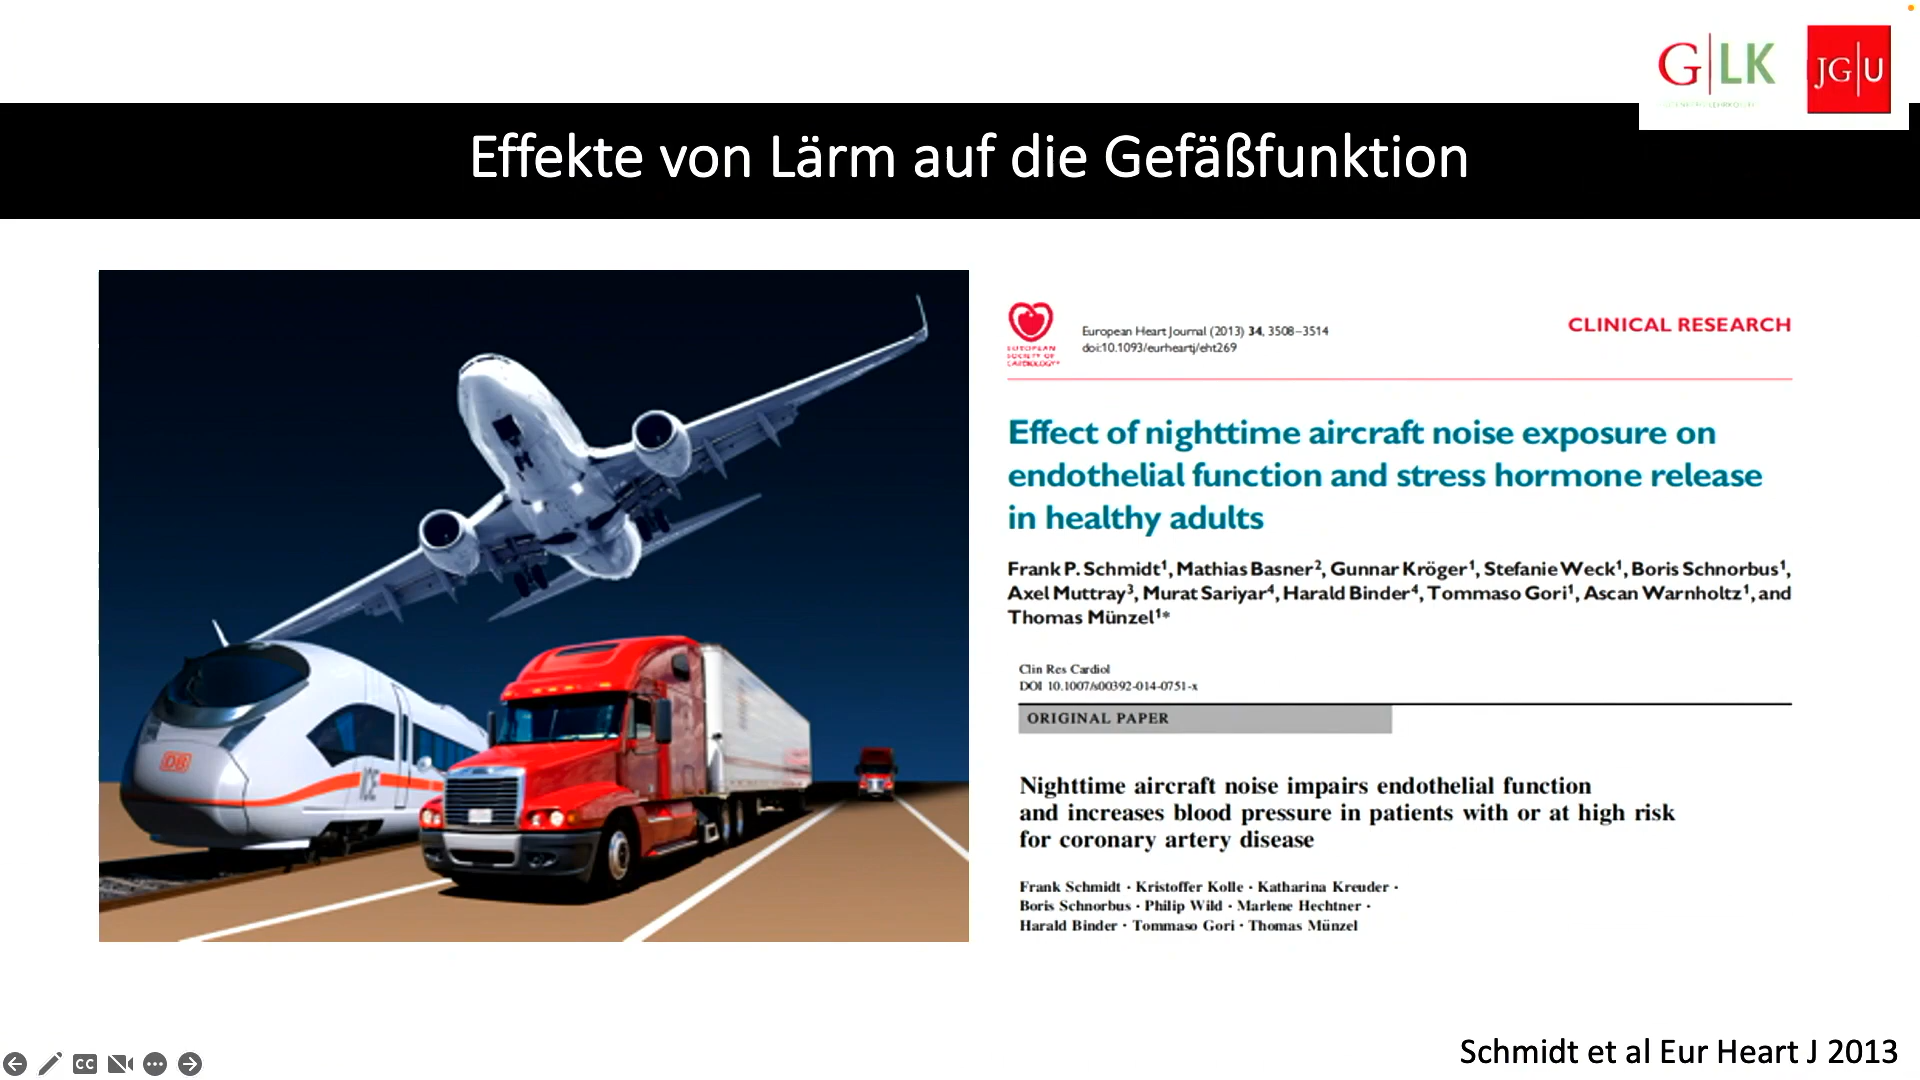 G|LK
JG|U
Effekte von Lärm auf die Gefäßfunktion
EUROPEAN
SOCIETY OF
CARDIOLOGY®
European Heart Journal (2013) 34, 3508–3514
doi:10.1093/eurheartj/eht269
CLINICAL RESEARCH
Effect of nighttime aircraft noise exposure on
endothelial function and stress hormone release
in healthy adults
Frank P. Schmidt1, Mathias Basner2, Gunnar Kröger1, Stefanie Weck1, Boris Schnorbus1,
Axel Muttray3, Murat Sariyar4, Harald Binder4, Tommaso Gori1, Ascan Warnholtz1, and
Thomas Münzel1*
Clin Res Cardiol
DOI 10.1007/s00392-014-0751-x
ORIGINAL PAPER
Nighttime aircraft noise impairs endothelial function
and increases blood pressure in patients with or at high risk
for coronary artery disease
Frank Schmidt · Kristoffer Kolle · Katharina Kreuder ·
Boris Schnorbus · Philip Wild · Marlene Hechtner ·
Harald Binder · Tommaso Gori · Thomas Münzel
DB
ICE
Schmidt et al Eur Heart J 2013
CC